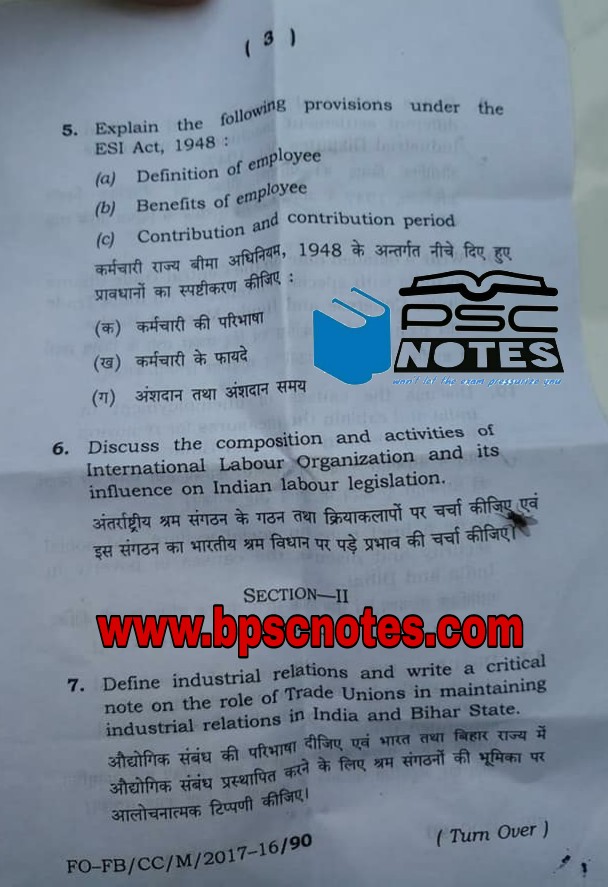 ( 3 )
5. Explain the following provisions under the
ESI Act, 1948 :
(a) Definition of employee
(b) Benefits of employee
(c) Contribution and contribution period
कर्मचारी राज्य बीमा अधिनियम, 1948 के अन्तर्गत नीचे दिए हुए
प्रावधानों का स्पष्टीकरण कीजिए :
(क) कर्मचारी की परिभाषा
(ख) कर्मचारी के फायदे
(ग) अंशदान तथा अंशदान समय
PSC
NOTES
won't let the exam pressurize you
6. Discuss the composition and activities of
International Labour Organization and its
influence on Indian labour legislation.
अंतर्राष्ट्रीय श्रम संगठन के गठन तथा क्रियाकलापों पर चर्चा कीजिए एवं
इस संगठन का भारतीय श्रम विधान पर पड़े प्रभाव की चर्चा कीजिए।
SECTION—II
www.bpscnotes.com
7. Define industrial relations and write a critical
note on the role of Trade Unions in maintaining
industrial relations in India and Bihar State.
औद्योगिक संबंध की परिभाषा दीजिए एवं भारत तथा बिहार राज्य में
औद्योगिक संबंध प्रस्थापित करने के लिए श्रम संगठनों की भूमिका पर
आलोचनात्मक टिप्पणी कीजिए।
FO-FB/CC/M/2017-16/90
( Turn Over )